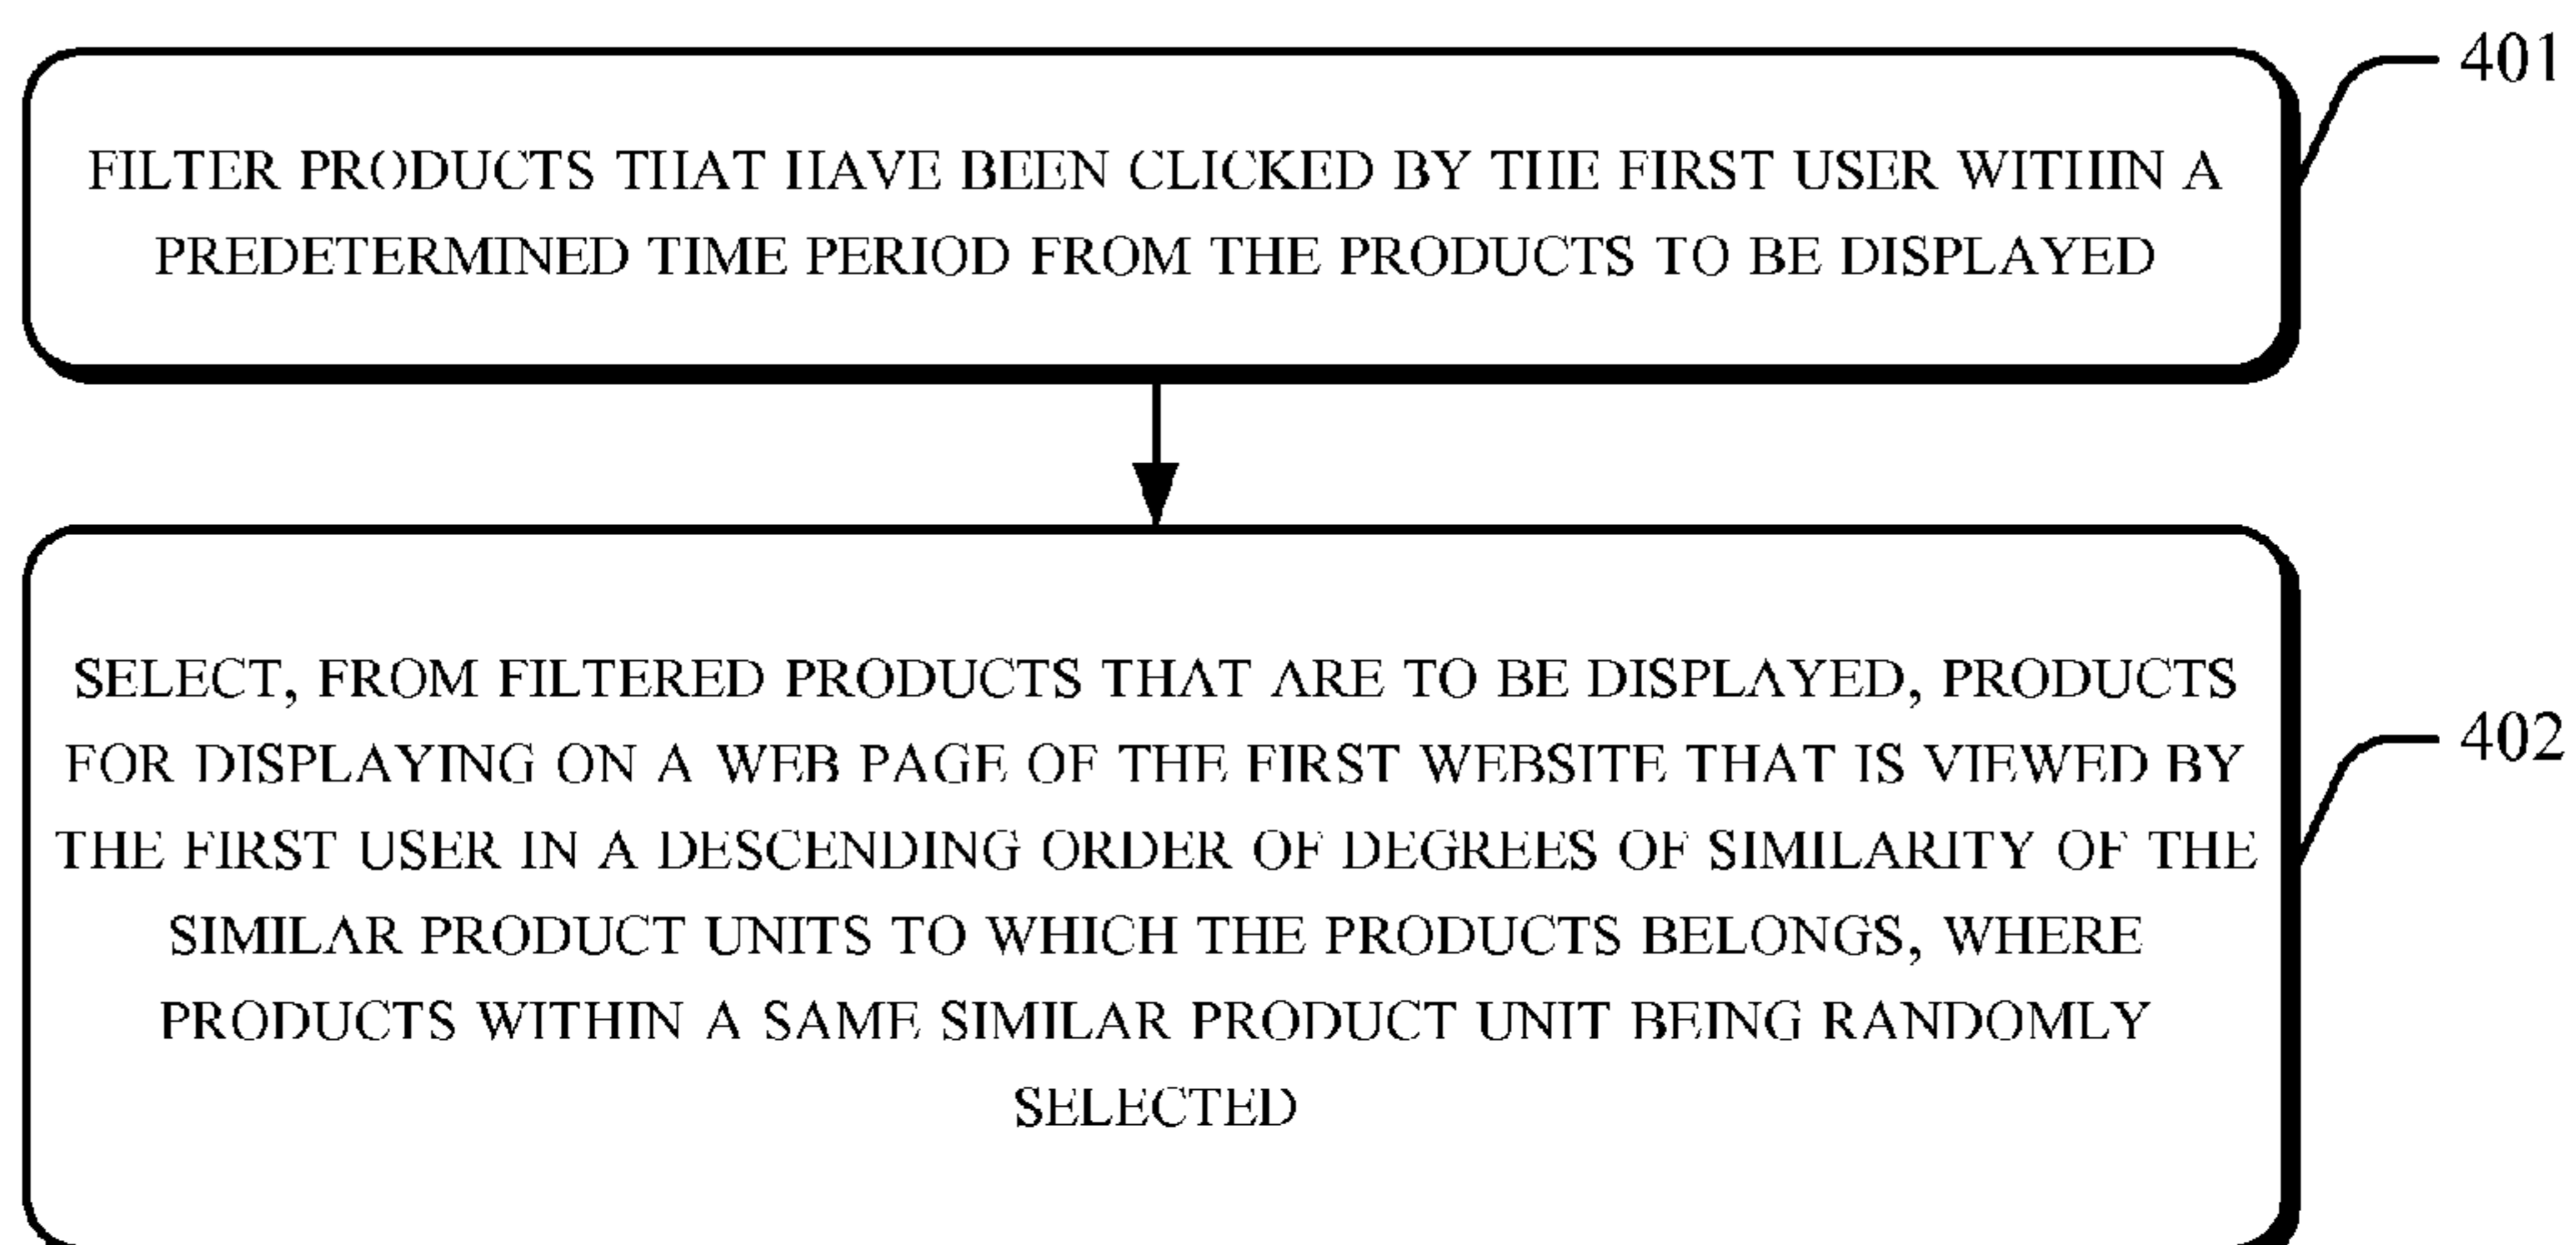 401
FILTER PRODUCTS THAT HAVE BEEN CLICKED BY THE FIRST USER WITHIN A
PREDETERMINED TIME PERIOD FROM THE PRODUCTS TO BE DISPLAYED
SELECT, FROM FILTERED PRODUCTS THAT ARE TO BE DISPLAYED, PRODUCTS
402
FOR DISPLAYING ON A WEB PAGE OF THE FIRST WEBSITE THAT IS VIEWED BY
THE FIRST USER IN A DESCENDING ORDER OF DEGREES OF SIMILARITY OF THE
SIMILAR PRODUCT UNITS TO WHICH THE PRODUCTS BELONGS, WHERE
PRODUCTS WITHIN A SAME SIMILAR PRODUCT UNIT BEING RANDOMLY
SELECTED